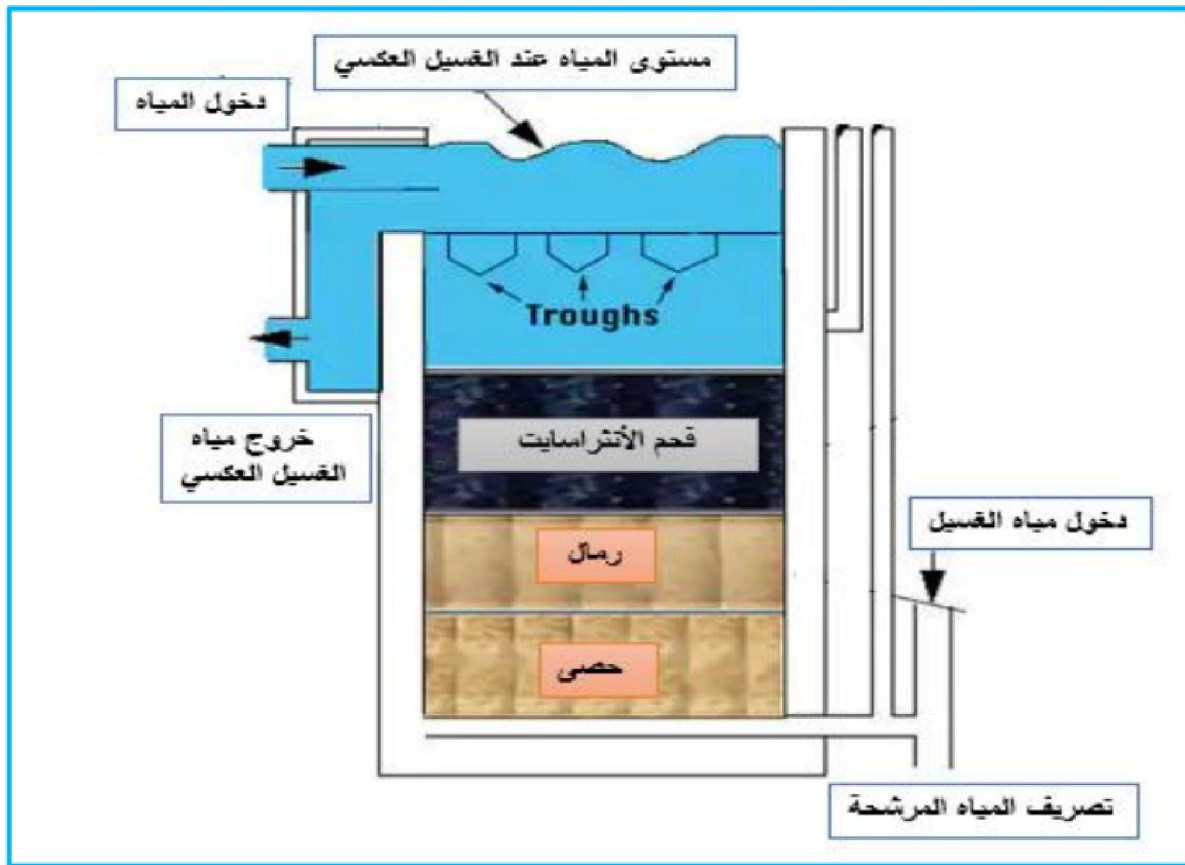 مستوى المياه عند الغسيل العكسي
دخول المياه
Troughs
فحم الأنثراسايت
خروج مياه
الغسيل العكسي
دخول مياه الغسيل
رمال
حصى
تصريف المياه المرشحة